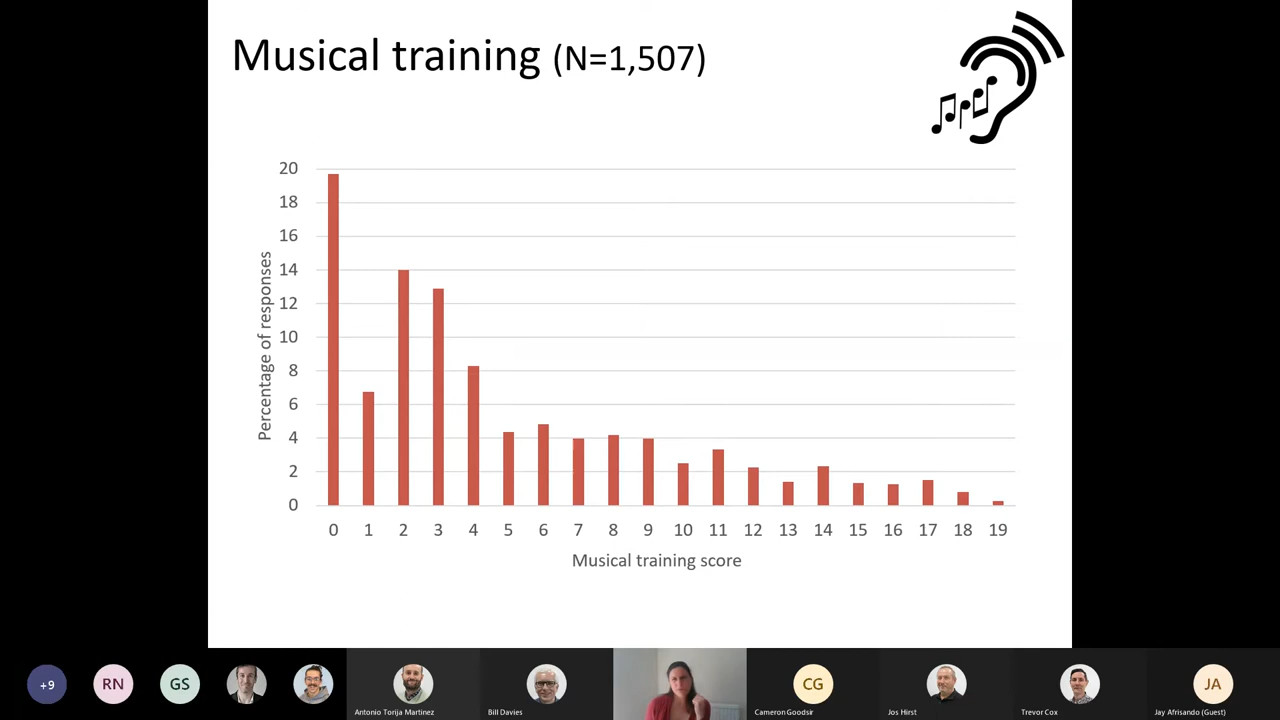 Musical training (N=1,507)
20
18
16
14
12
10
8
6
4
2
0
Percentage of responses
0 1 2 3 4 5 6 7 8 9 10 11 12 13 14 15 16 17 18 19
Musical training score
+9 RN GS CG JA
Antonio Torija Martinez Bill Davies Cameron Goodsir Jos Hirst Trevor Cox Jay Afrisando (Guest)